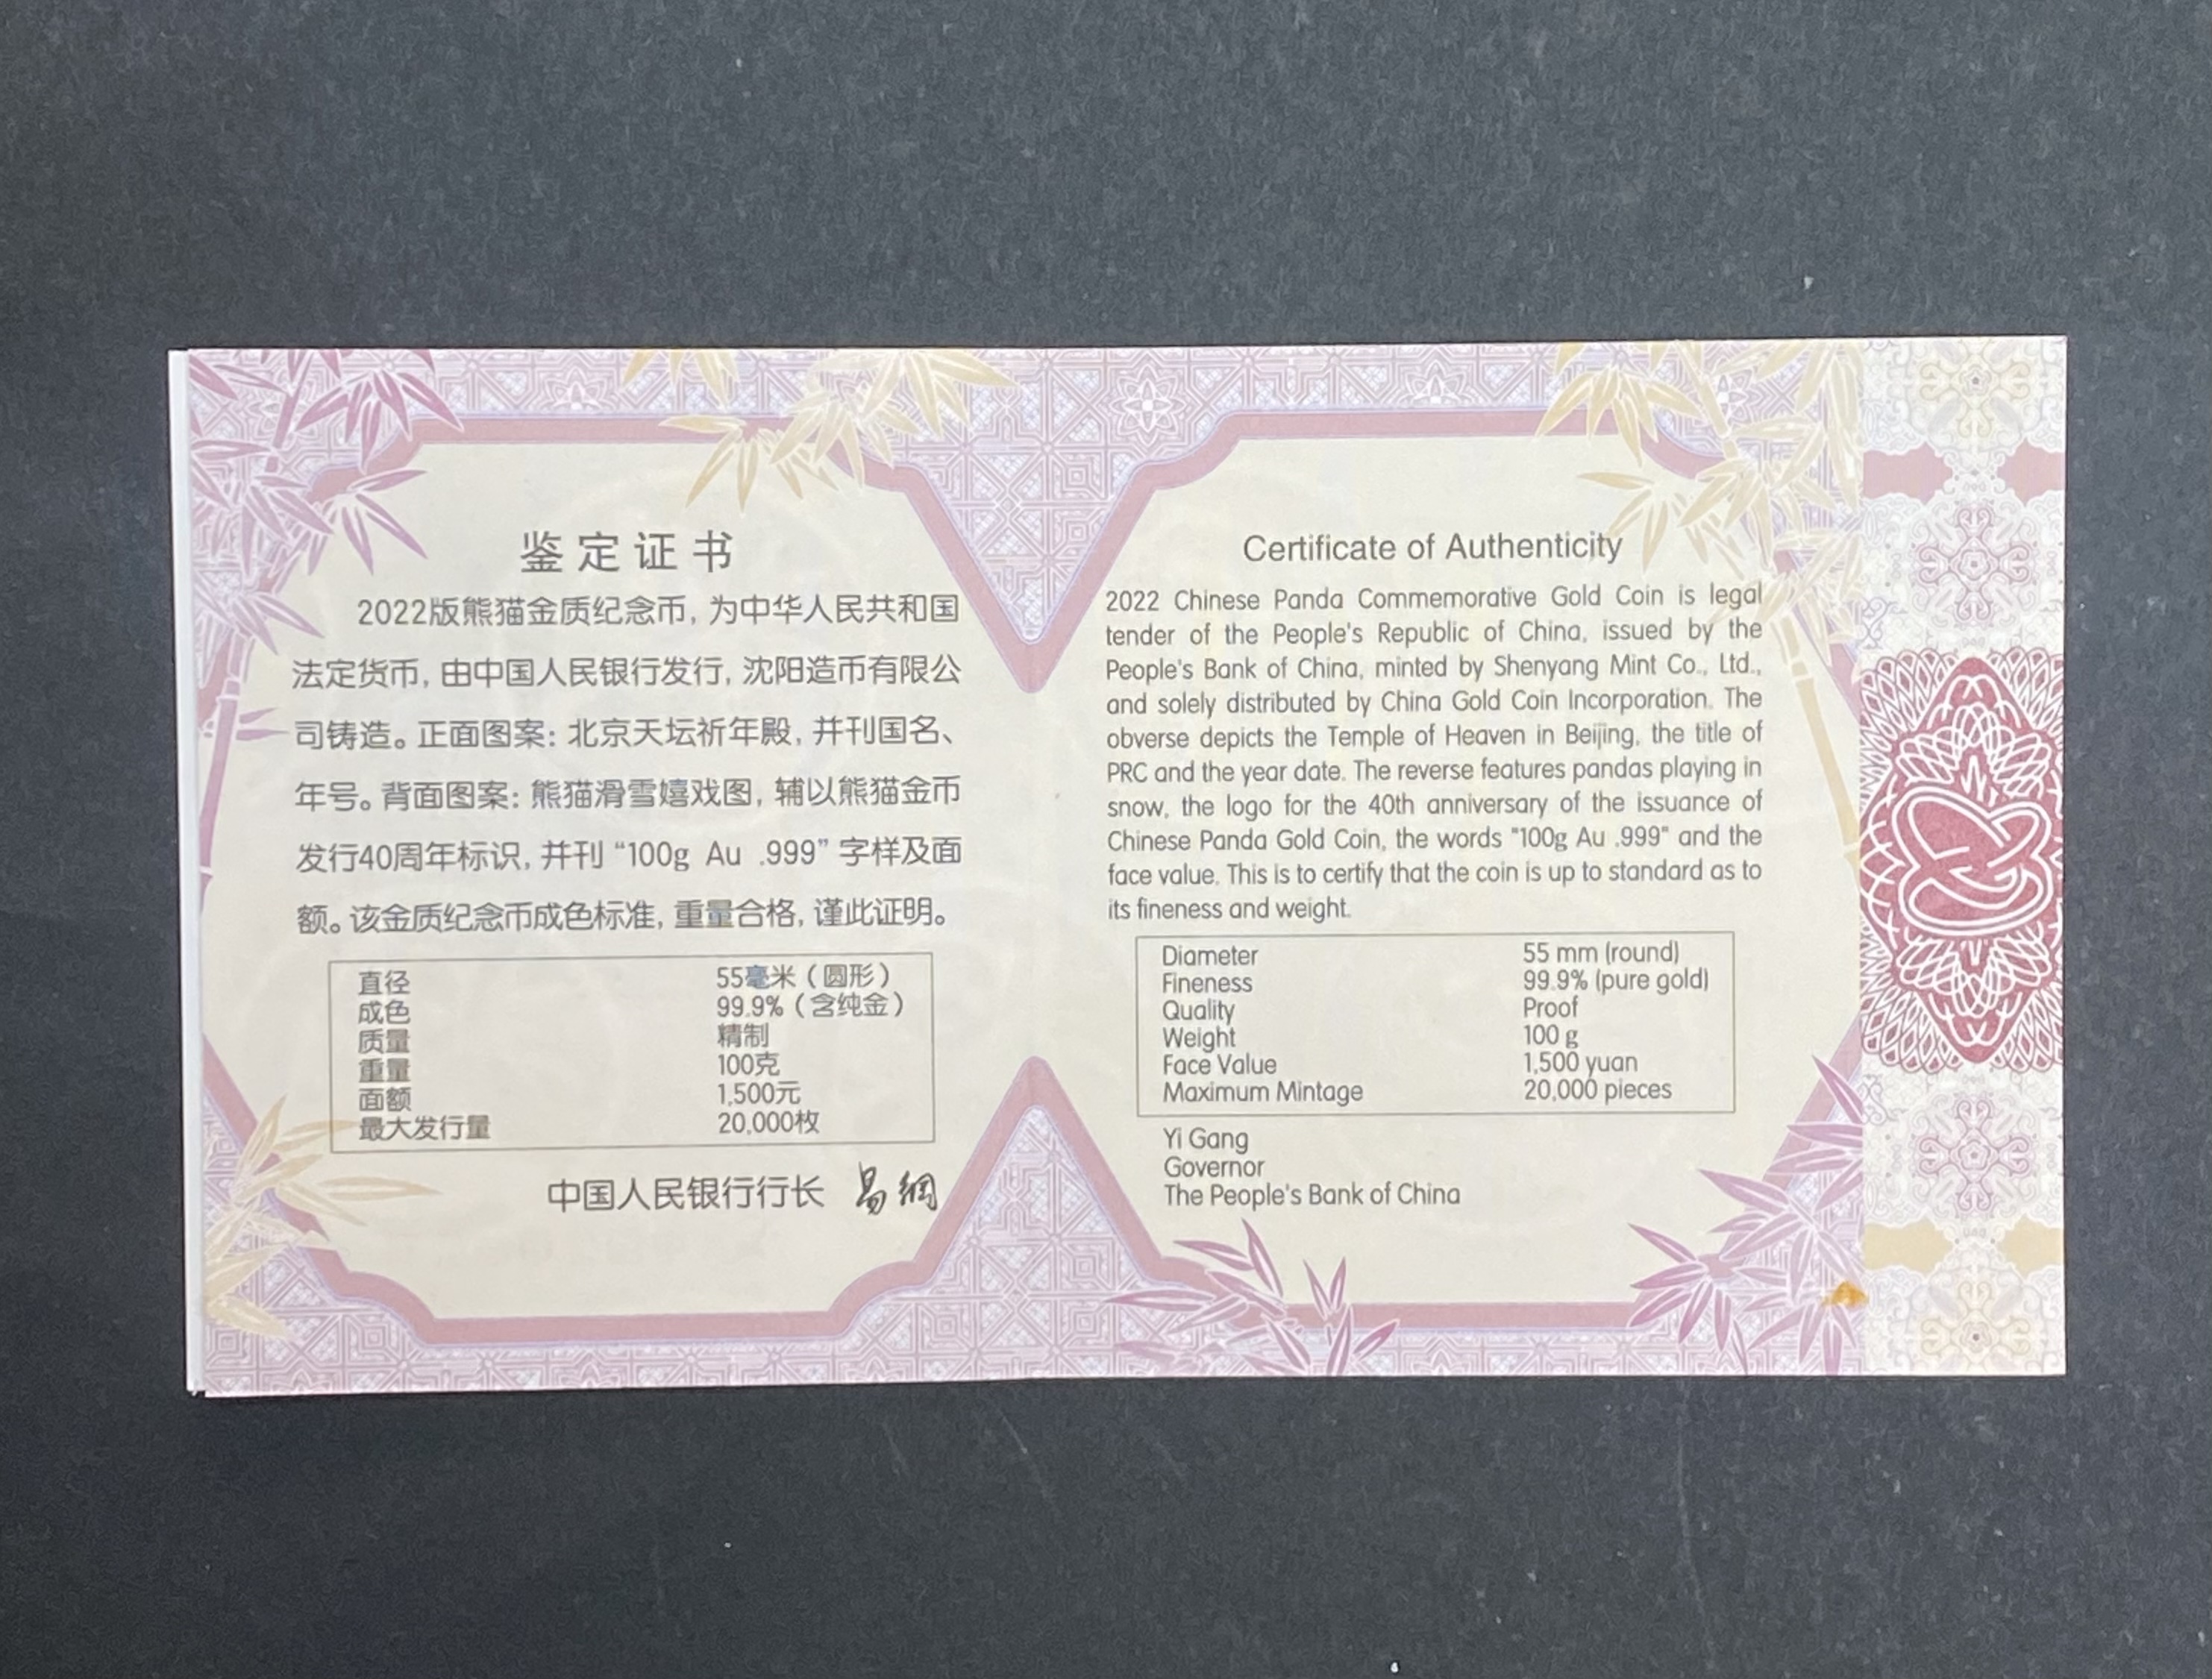 鉴定证书
2022版熊猫金质纪念币, 为中华人民共和国
法定货币, 由中国人民银行发行, 沈阳造币有限公
司铸造。正面图案: 北京天坛祈年殿, 并刊国名、
年号。背面图案: 熊猫滑雪嬉戏图, 辅以熊猫金币
发行40周年标识, 并刊 “100g Au .999” 字样及面
额。该金质纪念币成色标准, 重量合格, 谨此证明。
直径 55毫米（圆形）
成色 99.9%（含纯金）
质量 精制
重量 100克
面额 1,500元
最大发行量 20,000枚
中国人民银行行长 易纲
Certificate of Authenticity
2022 Chinese Panda Commemorative Gold Coin is legal
tender of the People's Republic of China, issued by the
People's Bank of China, minted by Shenyang Mint Co., Ltd.,
and solely distributed by China Gold Coin Incorporation. The
obverse depicts the Temple of Heaven in Beijing, the title of
PRC and the year date. The reverse features pandas playing in
snow, the logo for the 40th anniversary of the issuance of
Chinese Panda Gold Coin, the words "100g Au .999" and the
face value. This is to certify that the coin is up to standard as to
its fineness and weight.
Diameter 55 mm (round)
Fineness 99.9% (pure gold)
Quality Proof
Weight 100 g
Face Value 1,500 yuan
Maximum Mintage 20,000 pieces
Yi Gang
Governor
The People's Bank of China